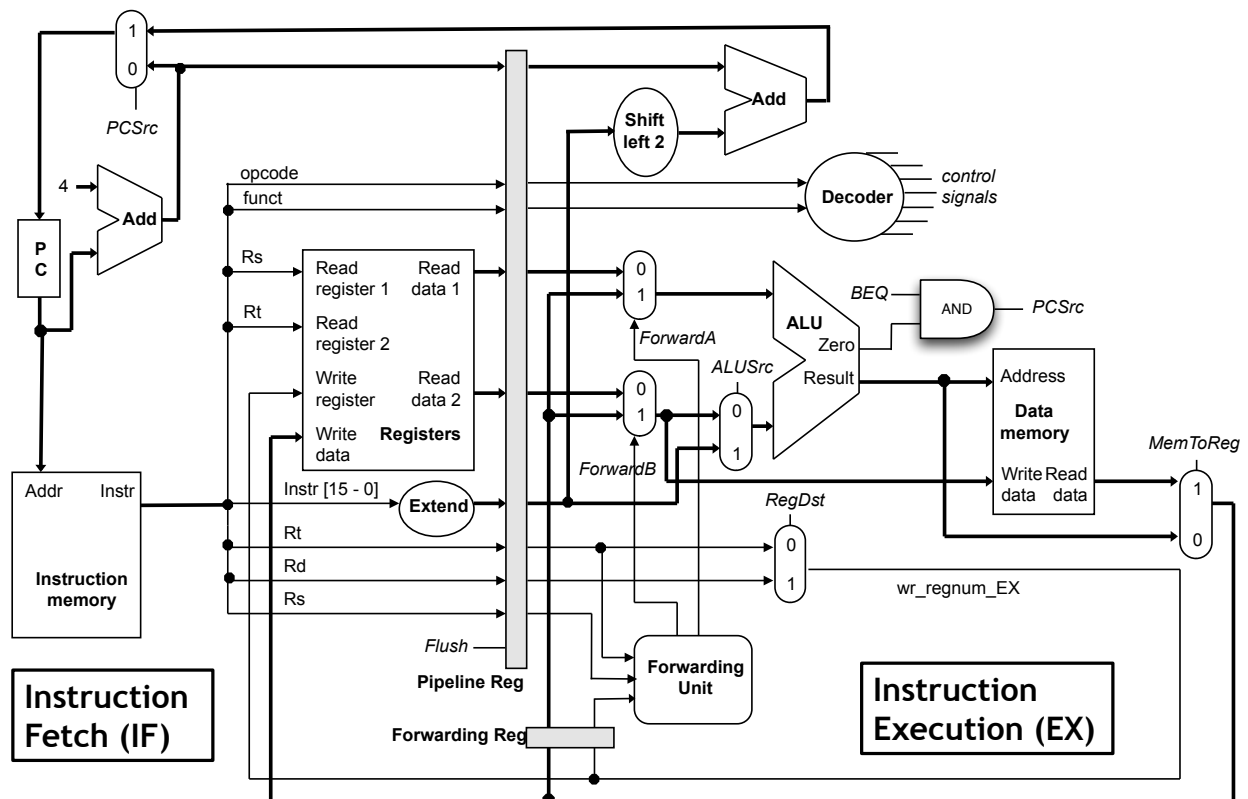 1
0
PCSrc
4
Add
P
C
Add
Shift
left 2
opcode
funct
Decoder
control
signals
Rs
Rt
Read
register 1
Read
data 1
Read
register 2
Write
register
Read
data 2
Write
data
Registers
0
1
ForwardA
0
1
ForwardB
ALUSrc
0
1
ALU
Zero
Result
BEQ
AND
PCSrc
Address
Data
memory
Write
data
Read
data
MemToReg
1
0
Addr
Instr
Instruction
memory
Instr [15 - 0]
Extend
Rt
Rd
Rs
RegDst
0
1
wr_regnum_EX
Flush
Pipeline Reg
Forwarding
Unit
Forwarding Reg
Instruction
Fetch (IF)
Instruction
Execution (EX)